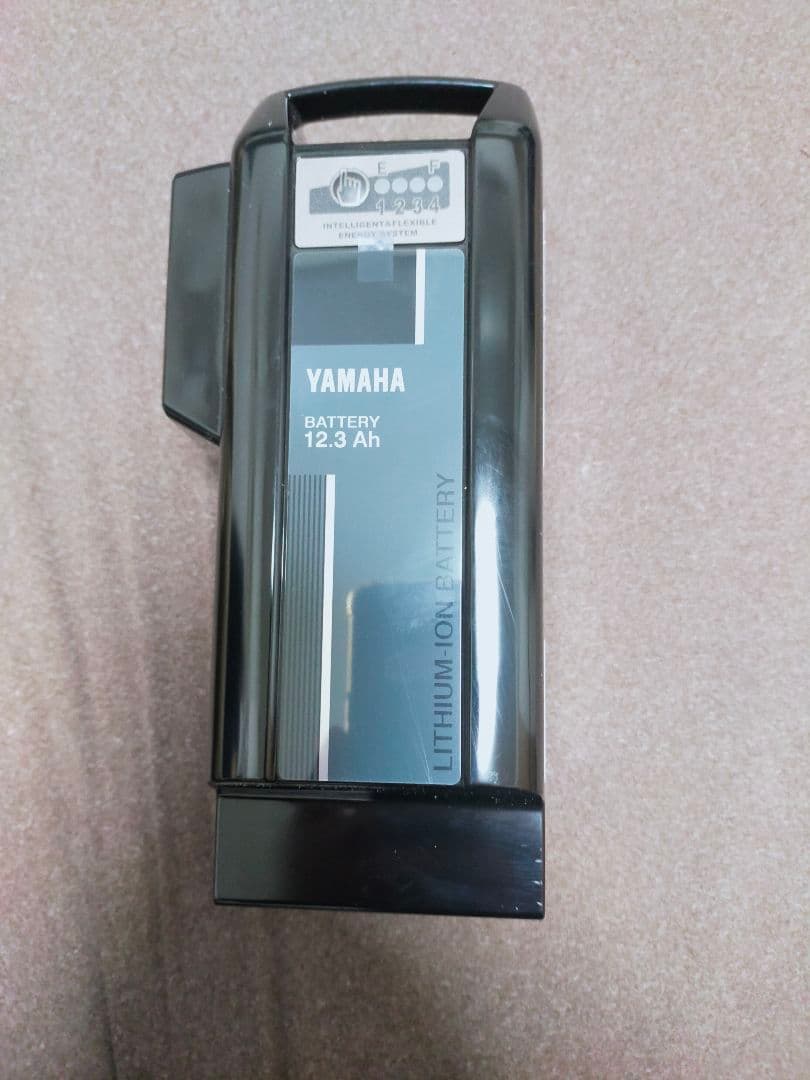 E F
1 2 3 4
INTELLIGENT&FLEXIBLE
ENERGY SYSTEM
YAMAHA
BATTERY
12.3 Ah
LITHIUM-ION BATTERY